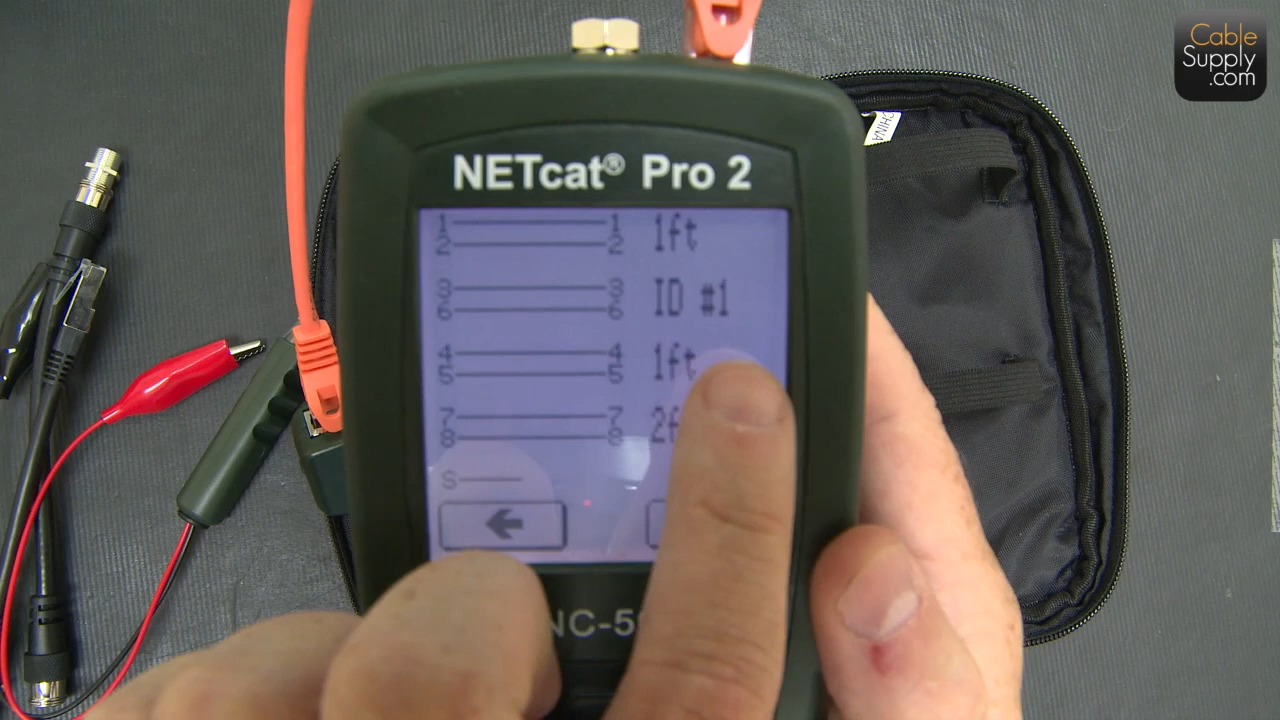 Cable
Supply
.com
CHINA
NETcat® Pro 2
1 1 1ft
2 2
3 3 ID #1
6 6
4 4 1ft
5 5
7 7
8 8
S